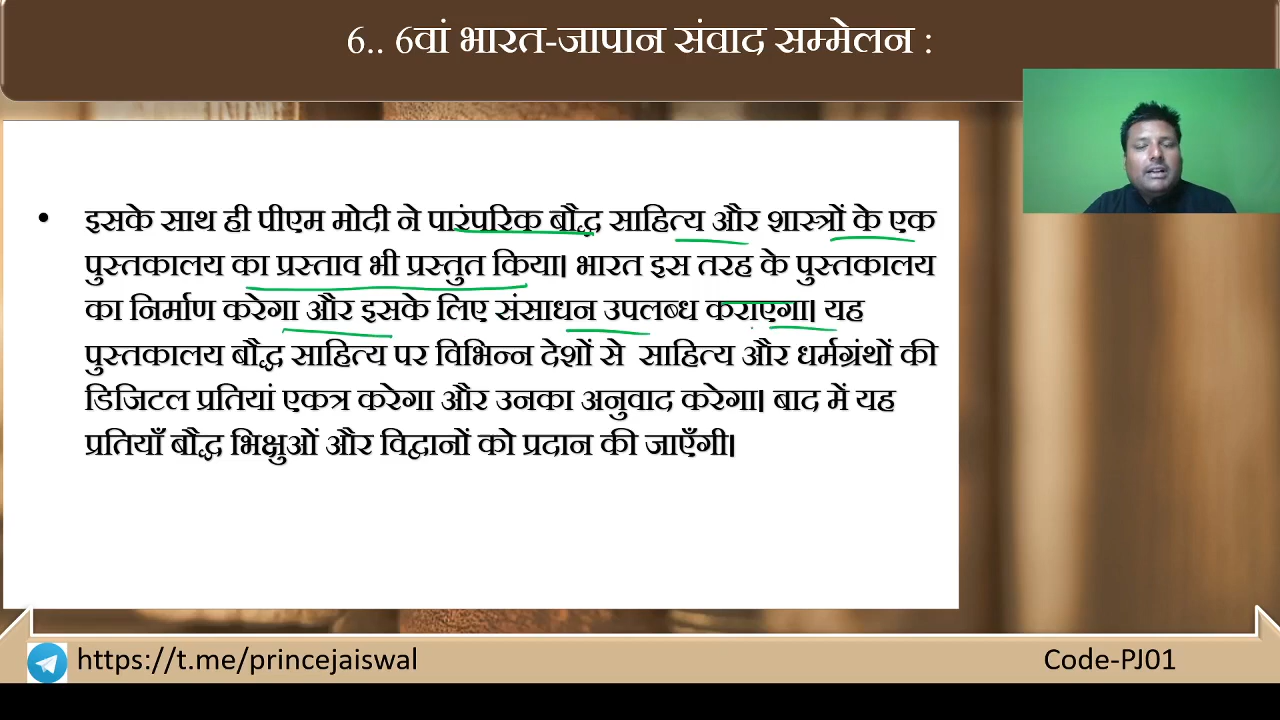 6.. 6वां भारत-जापान संवाद सम्मेलन :
• इसके साथ ही पीएम मोदी ने पारंपरिक बौद्ध साहित्य और शास्त्रों के एक
पुस्तकालय का प्रस्ताव भी प्रस्तुत किया। भारत इस तरह के पुस्तकालय
का निर्माण करेगा और इसके लिए संसाधन उपलब्ध कराएगा। यह
पुस्तकालय बौद्ध साहित्य पर विभिन्न देशों से साहित्य और धर्मग्रंथों की
डिजिटल प्रतियां एकत्र करेगा और उनका अनुवाद करेगा। बाद में यह
प्रतियाँ बौद्ध भिक्षुओं और विद्वानों को प्रदान की जाएँगी।
https://t.me/princejaiswal
Code-PJ01